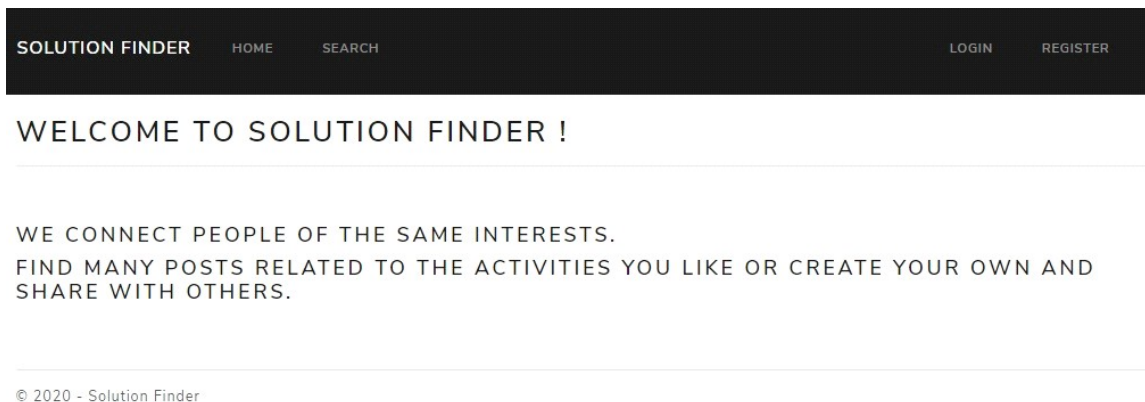 SOLUTION FINDER HOME SEARCH LOGIN REGISTER
WELCOME TO SOLUTION FINDER !
WE CONNECT PEOPLE OF THE SAME INTERESTS.
FIND MANY POSTS RELATED TO THE ACTIVITIES YOU LIKE OR CREATE YOUR OWN AND
SHARE WITH OTHERS.
© 2020 - Solution Finder